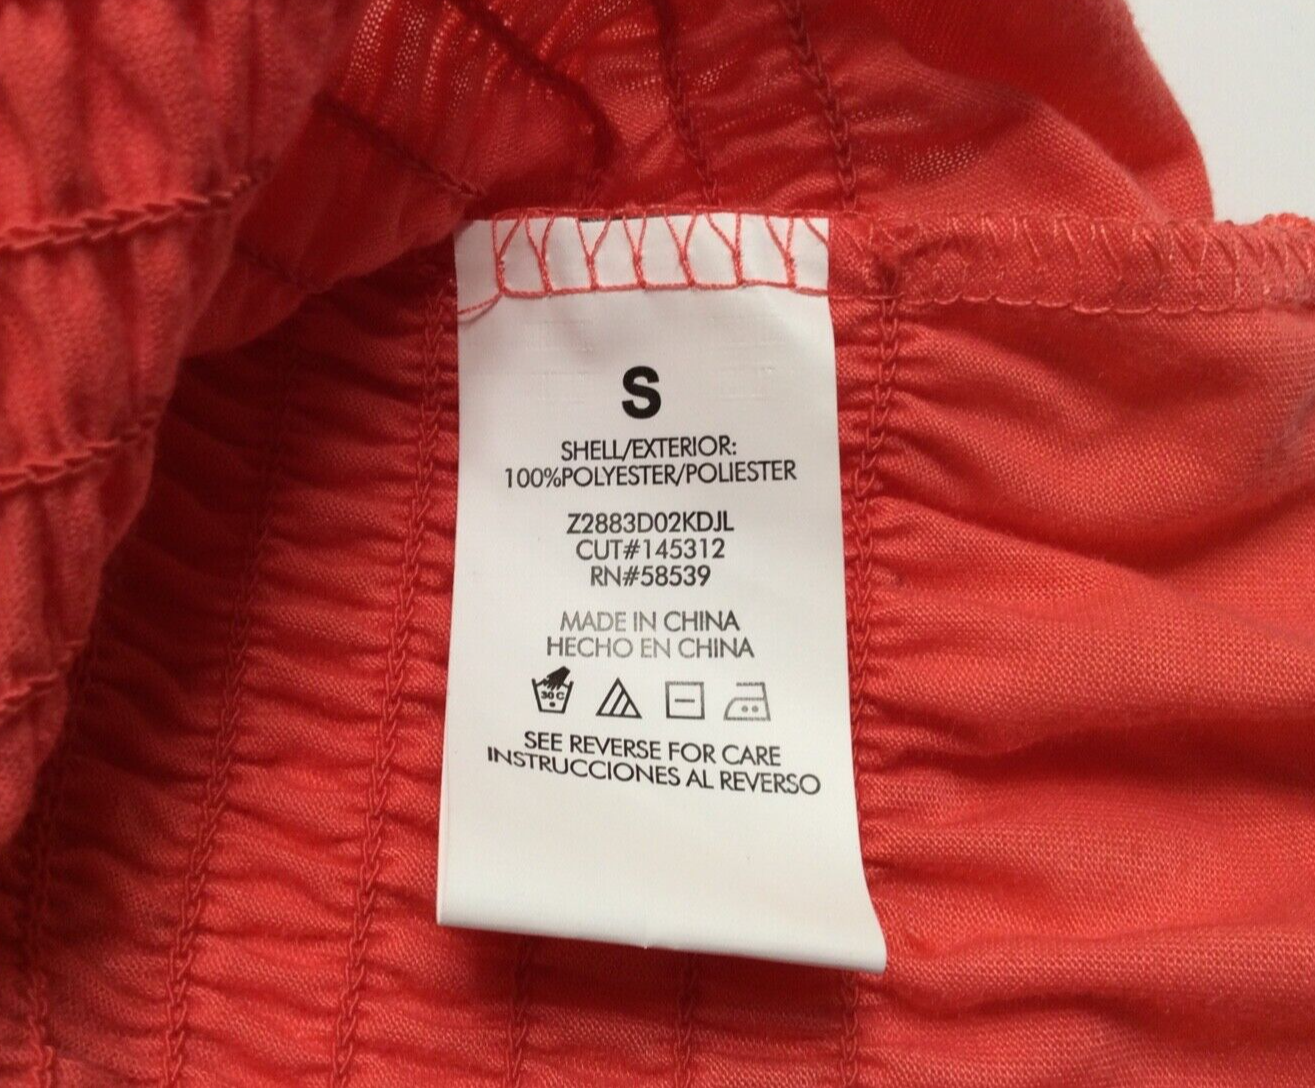 S
SHELL/EXTERIOR:
100%POLYESTER/POLIESTER
Z2883D02KDJL
CUT#145312
RN#58539
MADE IN CHINA
HECHO EN CHINA
30 C
SEE REVERSE FOR CARE
INSTRUCCIONES AL REVERSO